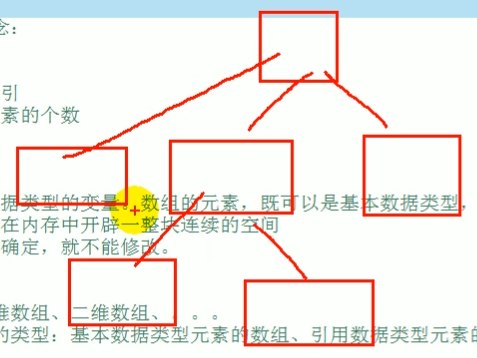 念：
引
素的个数
据类型的变量。数组的元素，既可以是基本数据类型，
在内存中开辟一整块连续的空间
确定，就不能修改。
维数组、二维数组、. . .
的类型：基本数据类型元素的数组、引用数据类型元素的